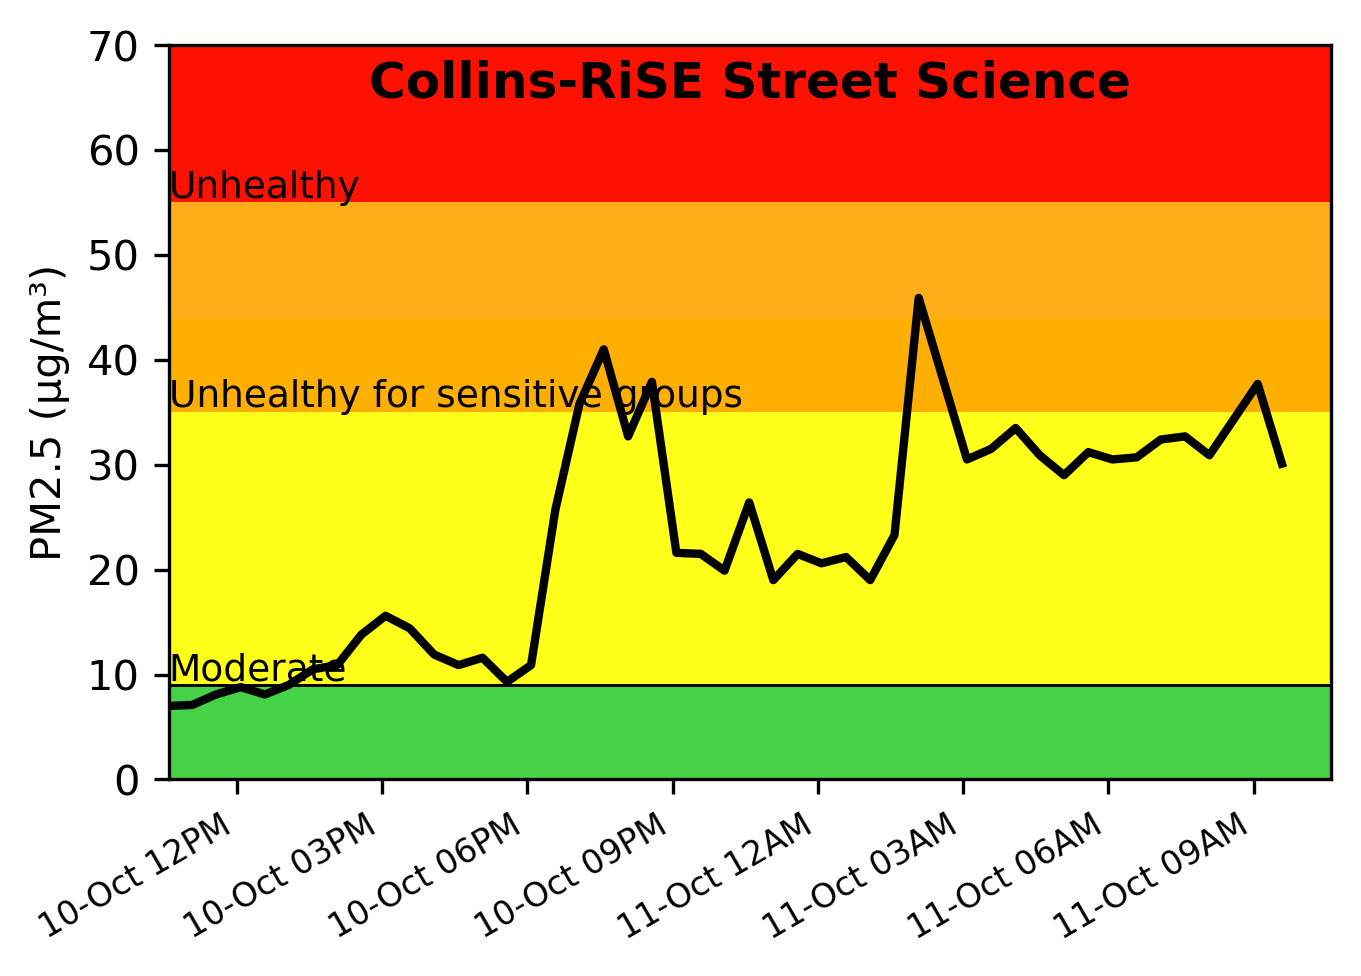 Collins-RiSE Street Science
70
60
Unhealthy
50
40
Unhealthy for sensitive groups
30
20
Moderate
10
0
PM2.5 (μg/m³)
10-Oct 12PM
10-Oct 03PM
10-Oct 06PM
10-Oct 09PM
11-Oct 12AM
11-Oct 03AM
11-Oct 06AM
11-Oct 09AM